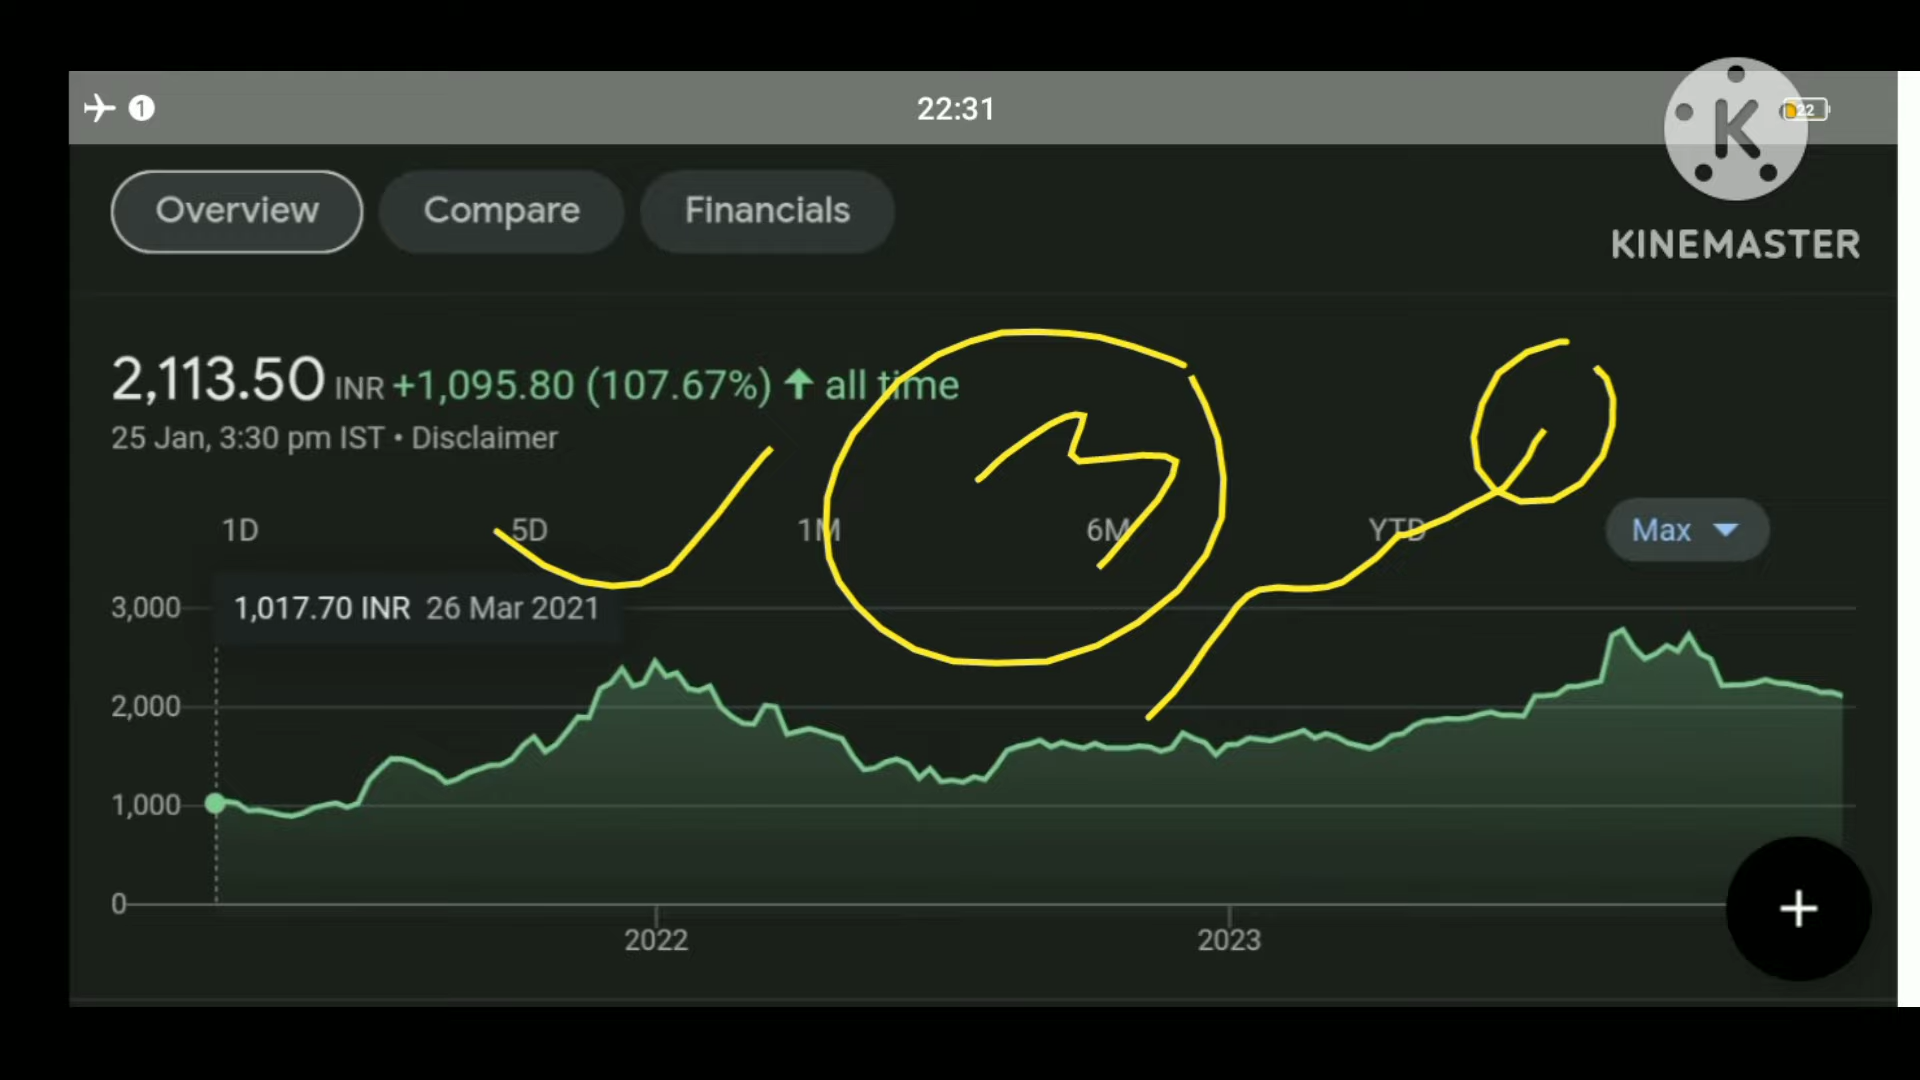 1 22:31 22
K
KINEMASTER
Overview Compare Financials
2,113.50 INR +1,095.80 (107.67%) ↑ all time
25 Jan, 3:30 pm IST • Disclaimer
1D 5D 1M 6M YTD Max
1,017.70 INR 26 Mar 2021
3,000
2,000
1,000
0
2022 2023
+